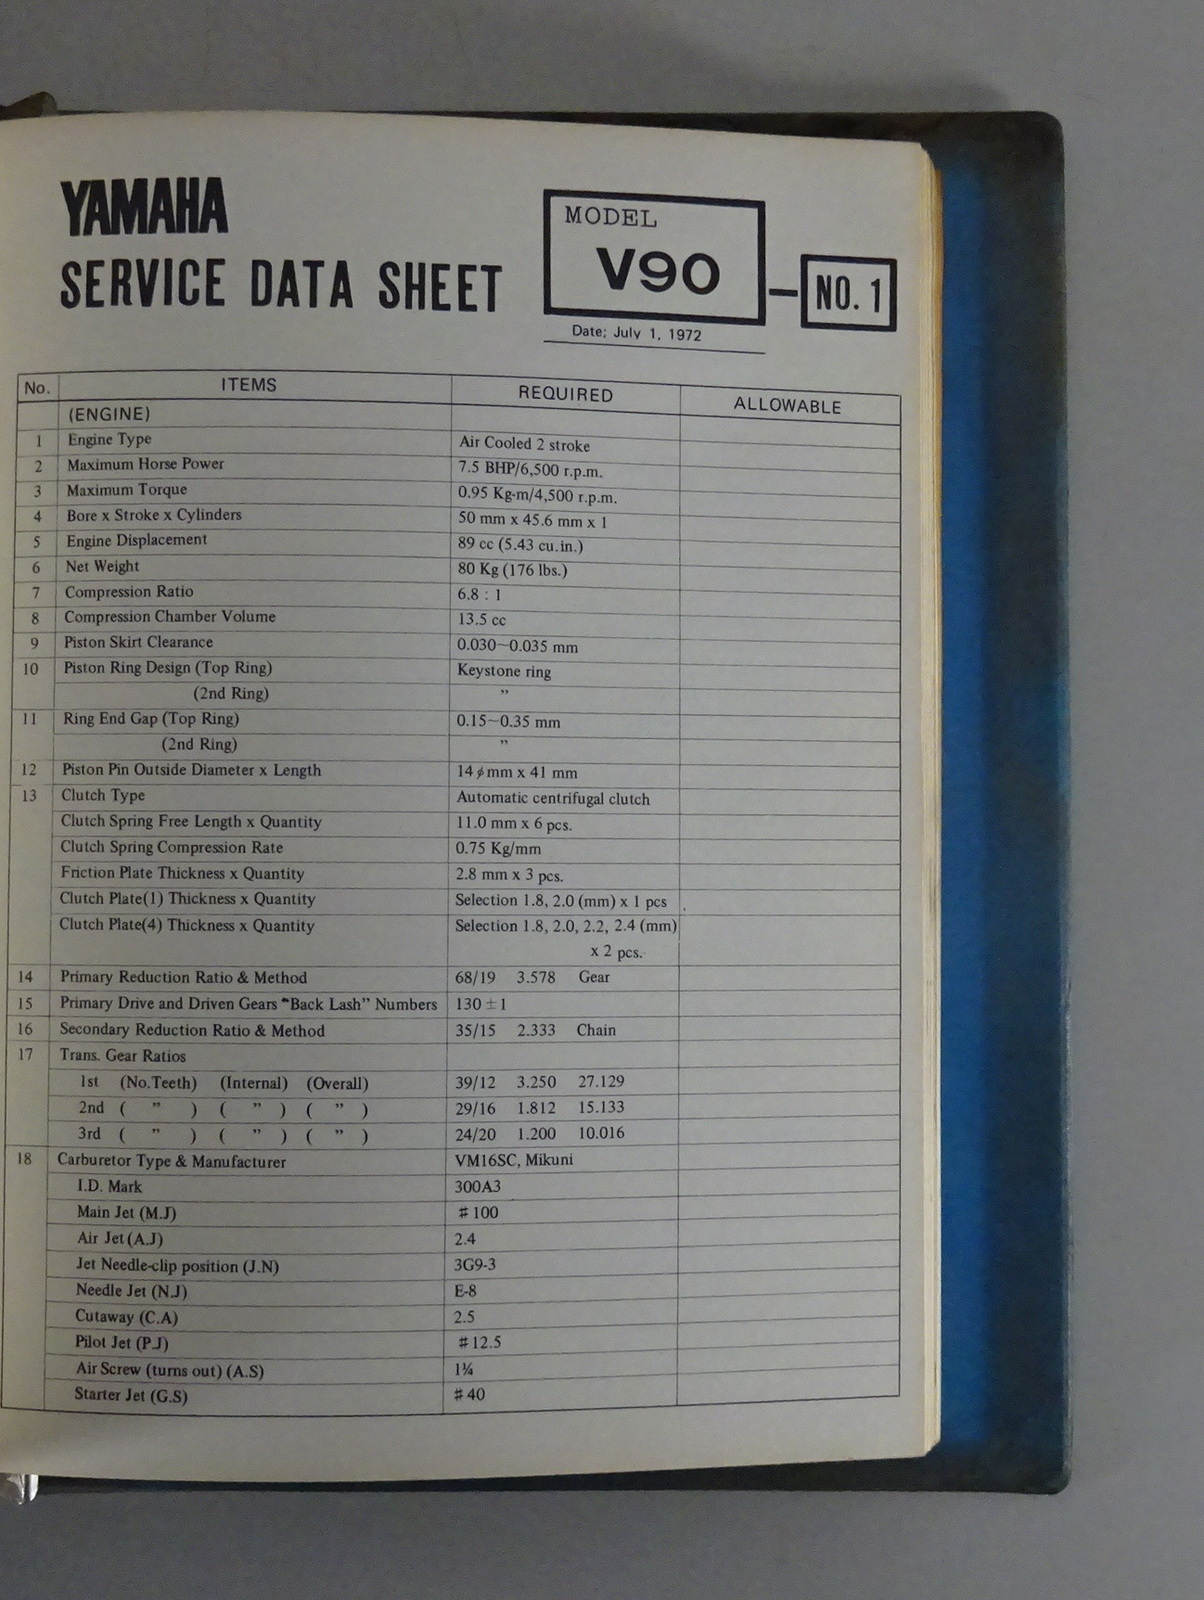 YAMAHA
SERVICE DATA SHEET
MODEL
V90
NO. 1
Date; July 1, 1972
No. ITEMS REQUIRED ALLOWABLE
(ENGINE)
1 Engine Type Air Cooled 2 stroke
2 Maximum Horse Power 7.5 BHP/6,500 r.p.m.
3 Maximum Torque 0.95 Kg-m/4,500 r.p.m.
4 Bore x Stroke x Cylinders 50 mm x 45.6 mm x 1
5 Engine Displacement 89 cc (5.43 cu.in.)
6 Net Weight 80 Kg (176 lbs.)
7 Compression Ratio 6.8 : 1
8 Compression Chamber Volume 13.5 cc
9 Piston Skirt Clearance 0.030~0.035 mm
10 Piston Ring Design (Top Ring) Keystone ring
(2nd Ring) ”
11 Ring End Gap (Top Ring) 0.15~0.35 mm
(2nd Ring) ”
12 Piston Pin Outside Diameter x Length 14 ø mm x 41 mm
13 Clutch Type Automatic centrifugal clutch
Clutch Spring Free Length x Quantity 11.0 mm x 6 pcs.
Clutch Spring Compression Rate 0.75 Kg/mm
Friction Plate Thickness x Quantity 2.8 mm x 3 pcs.
Clutch Plate(1) Thickness x Quantity Selection 1.8, 2.0 (mm) x 1 pcs
Clutch Plate(4) Thickness x Quantity Selection 1.8, 2.0, 2.2, 2.4 (mm)
x 2 pcs.
14 Primary Reduction Ratio & Method 68/19 3.578 Gear
15 Primary Drive and Driven Gears “Back Lash” Numbers 130 ± 1
16 Secondary Reduction Ratio & Method 35/15 2.333 Chain
17 Trans. Gear Ratios
1st (No.Teeth) (Internal) (Overall) 39/12 3.250 27.129
2nd ( ” ) ( ” ) ( ” ) 29/16 1.812 15.133
3rd ( ” ) ( ” ) ( ” ) 24/20 1.200 10.016
18 Carburetor Type & Manufacturer VM16SC, Mikuni
I.D. Mark 300A3
Main Jet (M.J) #100
Air Jet (A.J) 2.4
Jet Needle-clip position (J.N) 3G9-3
Needle Jet (N.J) E-8
Cutaway (C.A) 2.5
Pilot Jet (P.J) #12.5
Air Screw (turns out) (A.S) 1¼
Starter Jet (G.S) #40